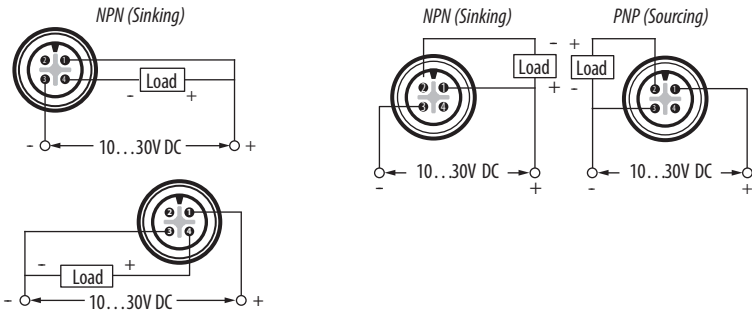 NPN (Sinking)
2 1
3 4
Load
- +
- 10…30V DC +
2 1
3 4
- +
Load
- 10…30V DC +
NPN (Sinking)
PNP (Sourcing)
- +
2 1
Load
Load
2 1
3 4
+ -
3 4
10…30V DC
10…30V DC
- + - +